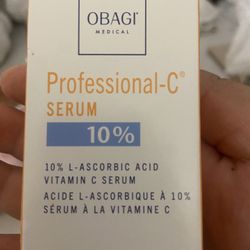 OBAGI®
MEDICAL
Professional-C®
SERUM
10%
10% L-ASCORBIC ACID
VITAMIN C SERUM
ACIDE L-ASCORBIQUE À 10%
SÉRUM À LA VITAMINE C